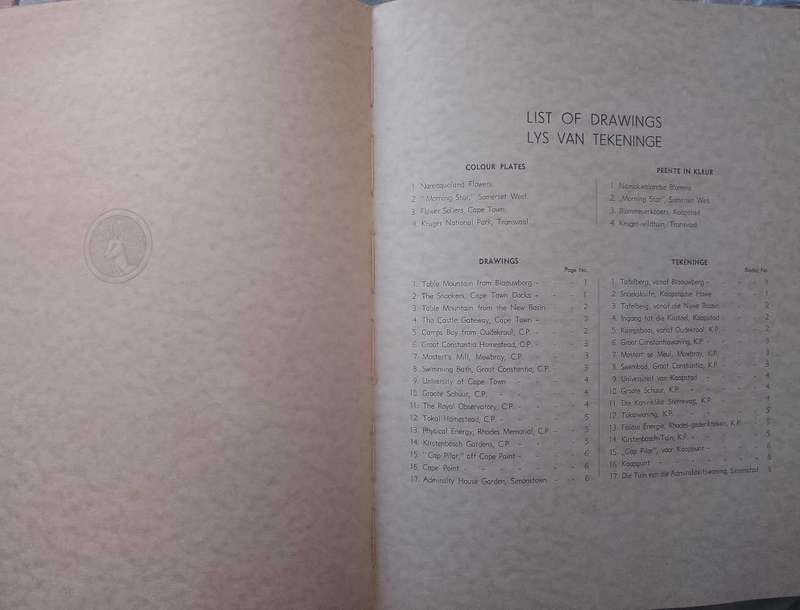 LIST OF DRAWINGS
LYS VAN TEKENINGE
COLOUR PLATES
1. Namaqualand Flowers.
2. "Morning Star," Somerset West.
3. Flower Sellers, Cape Town.
4. Kruger National Park, Transvaal
PRENTE IN KLEUR
1. Namakwalandse Blomme.
2. „Morning Star", Somerset Wes.
3. Blommeverkopers, Kaapstad.
4. Kruger-wildtuin, Transvaal
DRAWINGS
Page No.
1. Table Mountain from Blaauwberg - - - 1
2. The Snoekers, Cape Town Docks - - - 1
3. Table Mountain from the New Basin - - 2
4. The Castle Gateway, Cape Town - - - 2
5. Camps Bay from Oudekraal, C.P. - - - 2
6. Groot Constantia Homestead, C.P. - - - 3
7. Mostert's Mill, Mowbray, C.P. - - - 3
8. Swimming Bath, Groot Constantia, C.P. - - 3
9. University of Cape Town - - - 4
10. Groote Schuur, C.P. - - - - 4
11. The Royal Observatory, C.P. - - - 4
12. Tokai Homestead, C.P. - - - - 5
13. Physical Energy, Rhodes Memorial, C.P. - - 5
14. Kirstenbosch Gardens, C.P. - - - 5
15. "Cap Pilar," off Cape Point - - - 6
16. Cape Point - - - - - 6
17. Admiralty House Garden, Simonstown - - 6
TEKENINGE
Bladsy No.
1. Tafelberg, vanaf Blaauwberg - - - 1
2. Snoekskuite, Kaapstadse Hawe - - 1
3. Tafelberg, vanuit die Nuwe Bassin - - 2
4. Ingang tot die Kasteel, Kaapstad - - 2
5. Kampsbaai, vanuit Oudekraal, K.P. - - 2
6. Groot Constantiawoning, K.P. - - 3
7. Mostert se Meul, Mowbray, K.P. - - 3
8. Swembad, Groot Constantia, K.P. - - 3
9. Universiteit van Kaapstad - - 4
10. Groote Schuur, K.P. - - - 4
11. Die Koninklike Sterrewag, K.P. - - 4
12. Tokaiwoning, K.P. - - - 5
13. Fisiese Energie, Rhodes-gedenkteken, K.P. - 5
14. Kirstenbosch-Tuin, K.P. - - - 5
15. „Cap Pilar", voor Kaappunt - - - 6
16. Kaappunt - - - - 6
17. Die Tuin van die Admiraliteitswoning, Simonstad 6